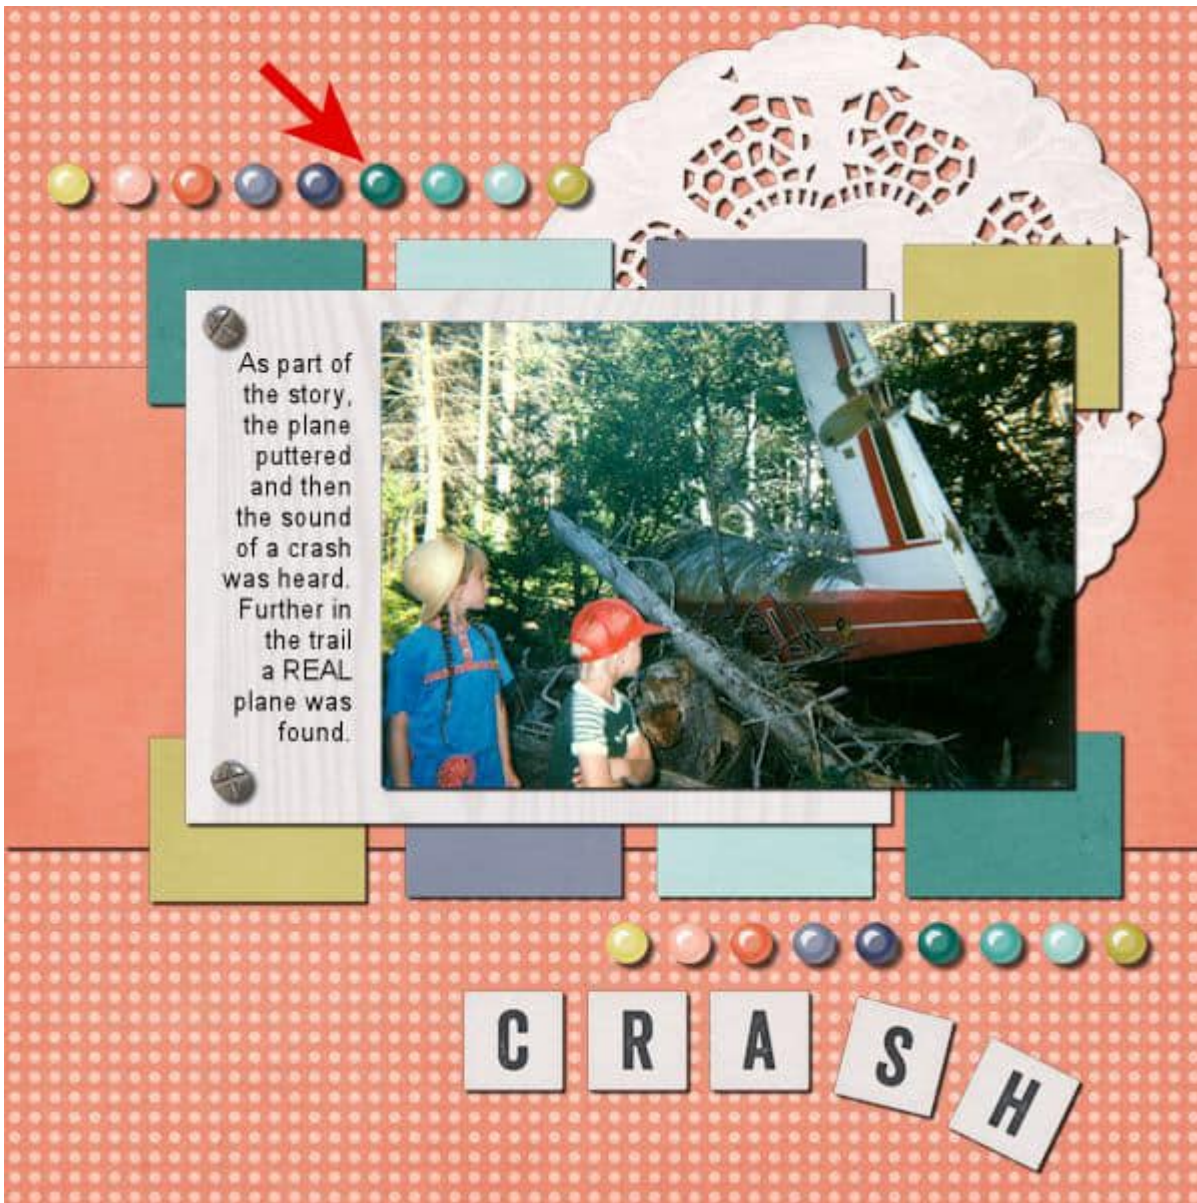 As part of
the story,
the plane
puttered
and then
the sound
of a crash
was heard.
Further in
the trail
a REAL
plane was
found.
CRASH